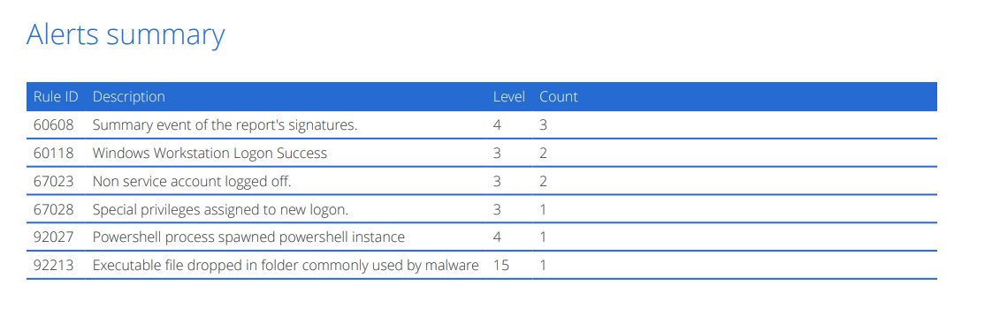 Alerts summary
Rule ID Description Level Count
60608 Summary event of the report's signatures. 4 3
60118 Windows Workstation Logon Success 3 2
67023 Non service account logged off. 3 2
67028 Special privileges assigned to new logon. 3 1
92027 Powershell process spawned powershell instance 4 1
92213 Executable file dropped in folder commonly used by malware 15 1